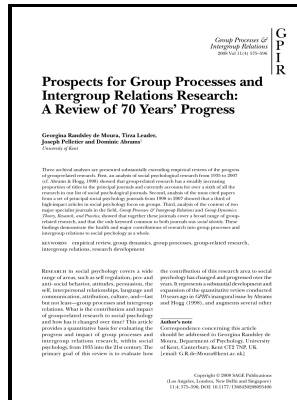 Group Processes &
Intergroup Relations
2008 Vol 11(4) 575–596
G
P
I
R
Prospects for Group Processes and
Intergroup Relations Research:
A Review of 70 Years' Progress
Georgina Randsley de Moura, Tirza Leader,
Joseph Pelletier and Dominic Abrams
University of Kent
Three archival analyses are presented substantially extending empirical reviews of the progress
of group-related research. First, an analysis of social psychological research from 1935 to 2007
(cf. Abrams & Hogg, 1998) showed that group-related research has a steadily increasing
proportion of titles in the principal journals and currently accounts for over a sixth of all the
research in our list of social psychological journals. Second, analysis of the most cited papers
from a set of principal social psychology journals from 1998 to 2007 showed that a third of
high-impact articles in social psychology focus on groups. Third, analysis of the content of two
major specialist journals in the field, Group Processes & Intergroup Relations and Group Dynamics:
Theory, Research, and Practice, showed that together these journals cover a broad range of group-
related research, and that the only keyword common to both journals was social identity. These
findings demonstrate the health and major contributions of research into group processes and
intergroup relations to social psychology as a whole.
KEYWORDS empirical review, group dynamics, group processes, group-related research,
intergroup relations, research development
RESEARCH in social psychology covers a wide
range of areas, such as self-regulation, pro- and
anti-social behavior, attitudes, persuasion, the
self, interpersonal relationships, language and
communication, attribution, culture, and—last
but not least—group processes and intergroup
relations. What is the contribution and impact
of group-related research to social psychology
and how has it changed over time? This article
provides a quantitative basis for evaluating the
progress and impact of group processes and
intergroup relations research, within social
psychology, from 1935 into the 21st century. The
primary goal of this review is to evaluate how
the contribution of this research area to social
psychology has changed and progressed over the
years. It represents a substantial development and
expansion of the quantitative review conducted
10 years ago in GPIR's inaugural issue by Abrams
and Hogg (1998), and augments several other
Author's note
Correspondence concerning this article
should be addressed to Georgina Randsley de
Moura, Department of Psychology, University
of Kent, Canterbury, Kent CT2 7NP, UK
[email: G.R.de-Moura@kent.ac.uk]
Copyright © 2008 SAGE Publications
(Los Angeles, London, New Delhi and Singapore)
11(4) 575–596; DOI: 10.1177/1368430208095406